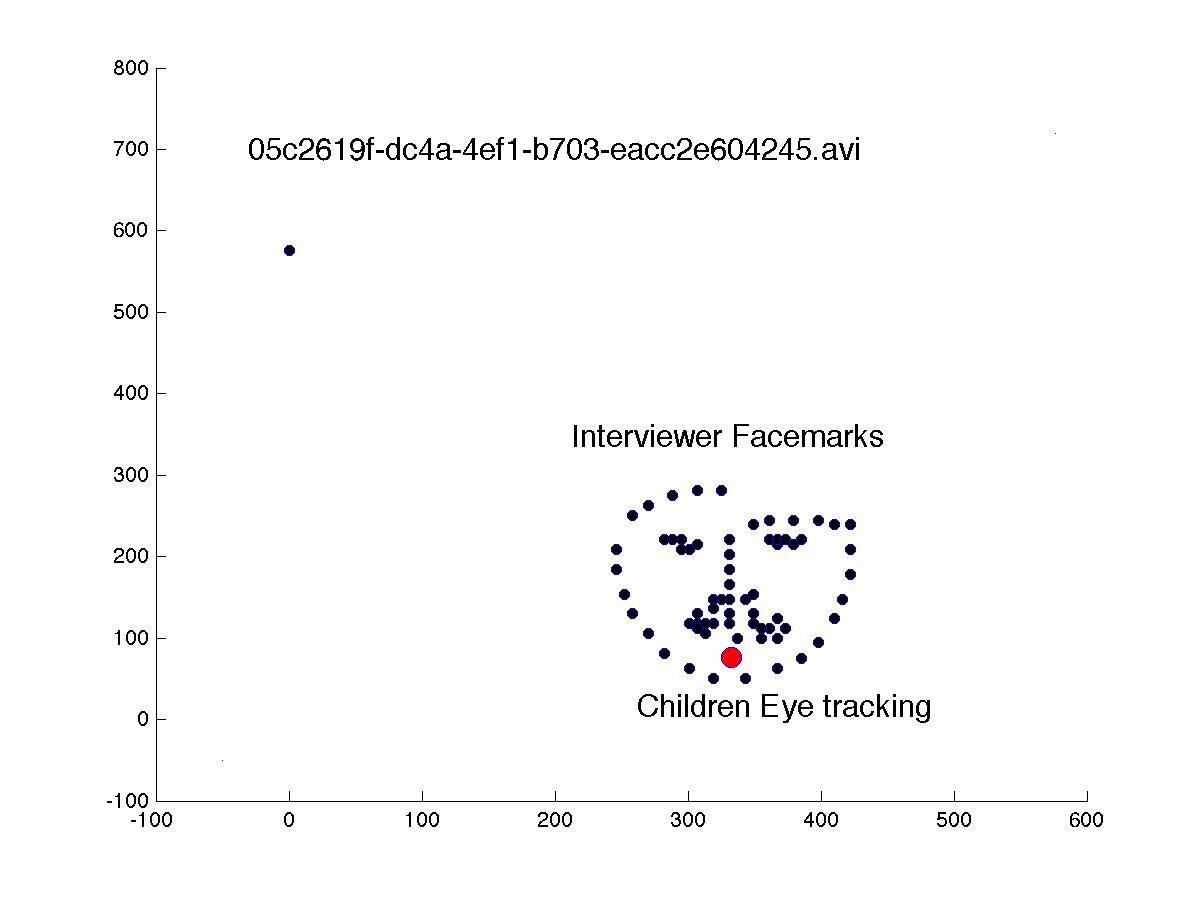 800
700
05c2619f-dc4a-4ef1-b703-eacc2e604245.avi
600
500
400
Interviewer Facemarks
300
200
100
Children Eye tracking
0
-100
-100 0 100 200 300 400 500 600